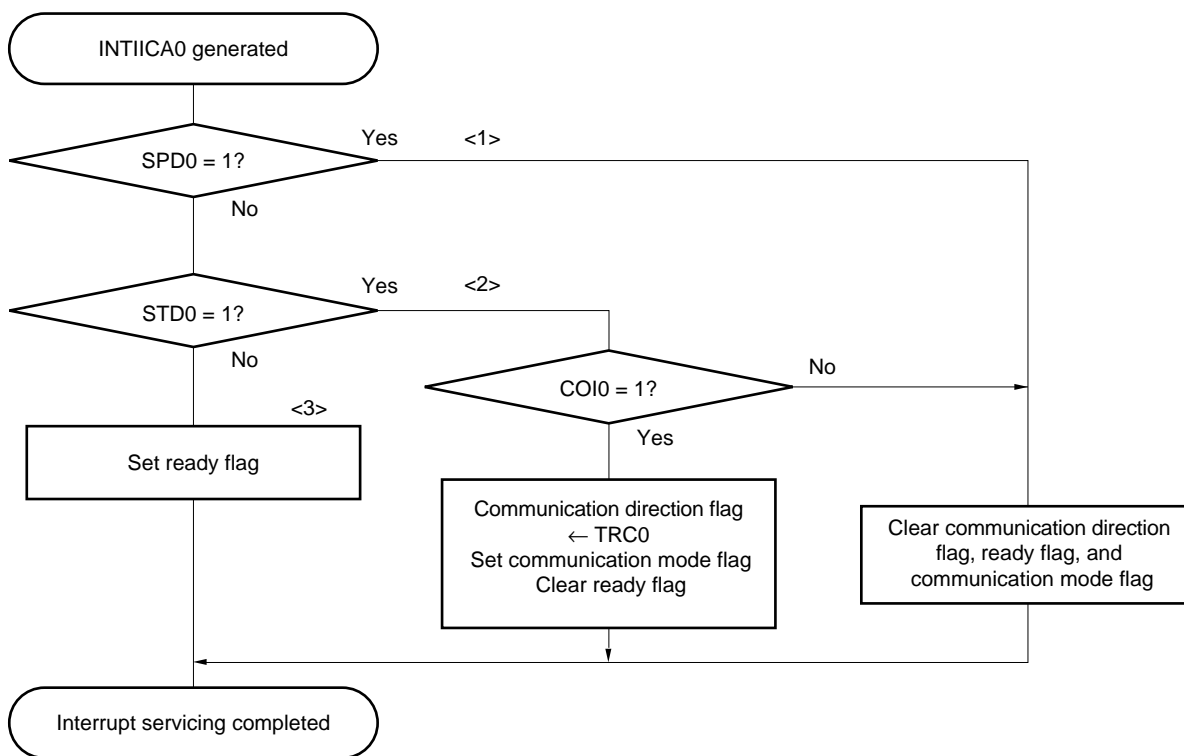 INTIICA0 generated
Yes
<1>
SPD0 = 1?
No
Yes
<2>
STD0 = 1?
No
COI0 = 1?
No
<3>
Yes
Set ready flag
Communication direction flag
← TRC0
Set communication mode flag
Clear ready flag
Clear communication direction
flag, ready flag, and
communication mode flag
Interrupt servicing completed